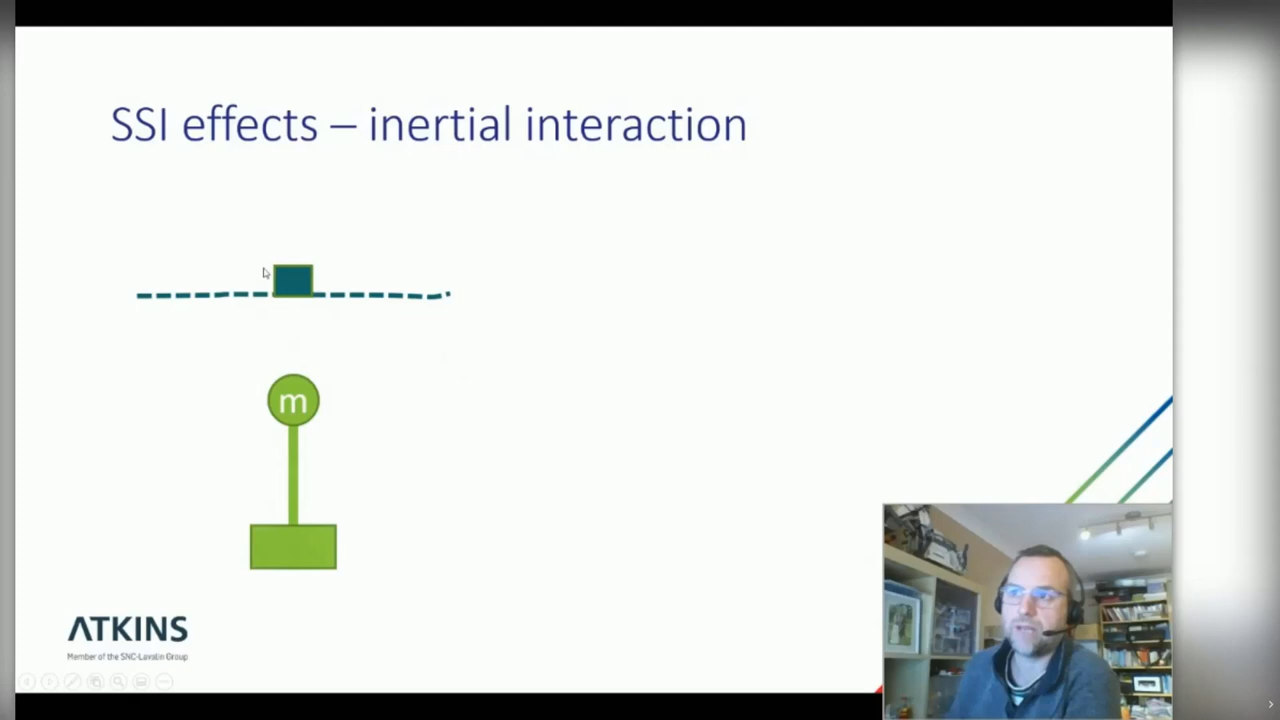 SSI effects – inertial interaction
m
ATKINS
Member of the SNC-Lavalin Group